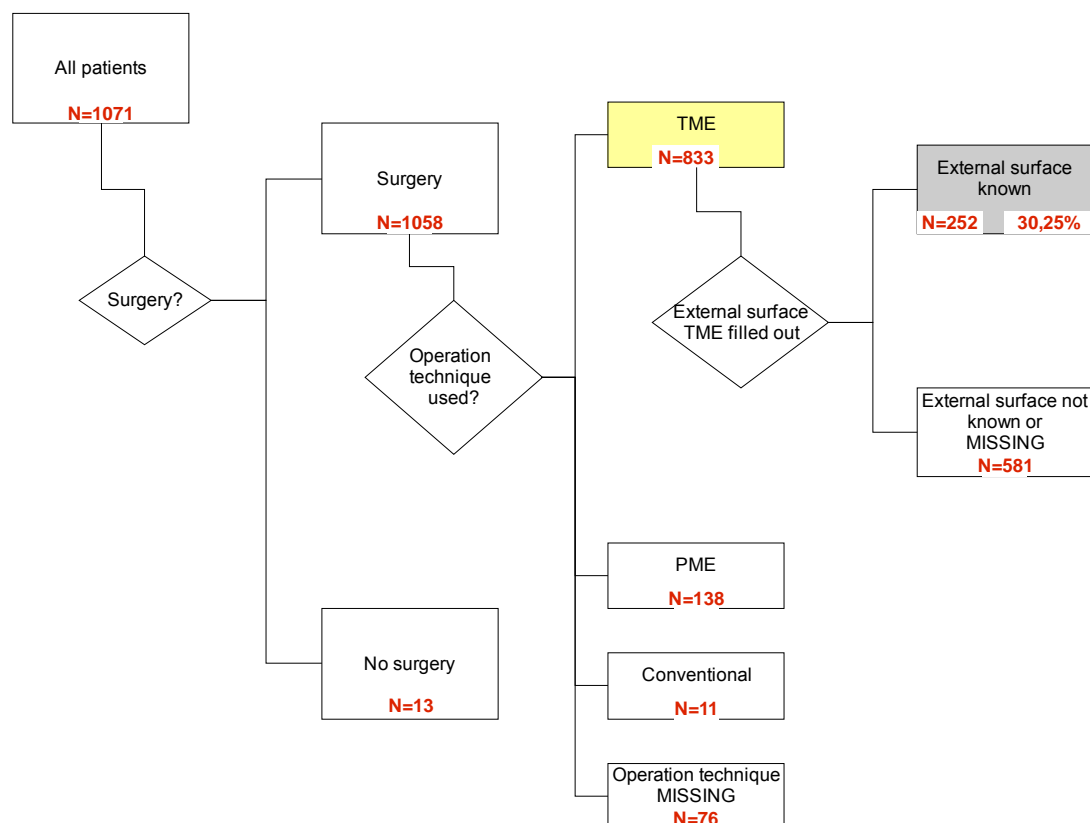 All patients
N=1071
Surgery?
Surgery
N=1058
No surgery
N=13
Operation
technique
used?
TME
N=833
PME
N=138
Conventional
N=11
Operation technique
MISSING
N=76
External surface
TME filled out
External surface
known
N=252 30,25%
External surface not
known or
MISSING
N=581